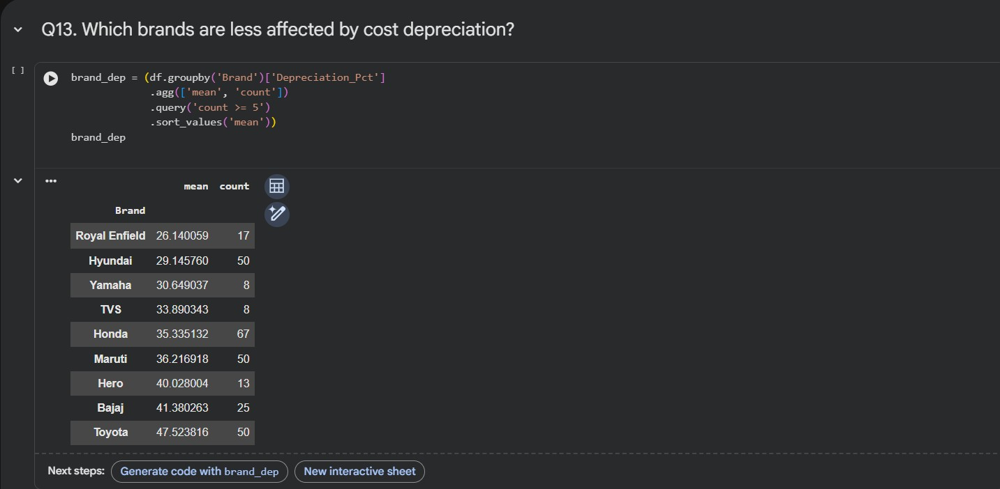 Q13. Which brands are less affected by cost depreciation?
[ ]
brand_dep = (df.groupby('Brand')['Depreciation_Pct']
.agg(['mean', 'count'])
.query('count >= 5')
.sort_values('mean'))
brand_dep
mean count
Brand
Royal Enfield 26.140059 17
Hyundai 29.145760 50
Yamaha 30.649037 8
TVS 33.890343 8
Honda 35.335132 67
Maruti 36.216918 50
Hero 40.028004 13
Bajaj 41.380263 25
Toyota 47.523816 50
Next steps: Generate code with brand_dep New interactive sheet